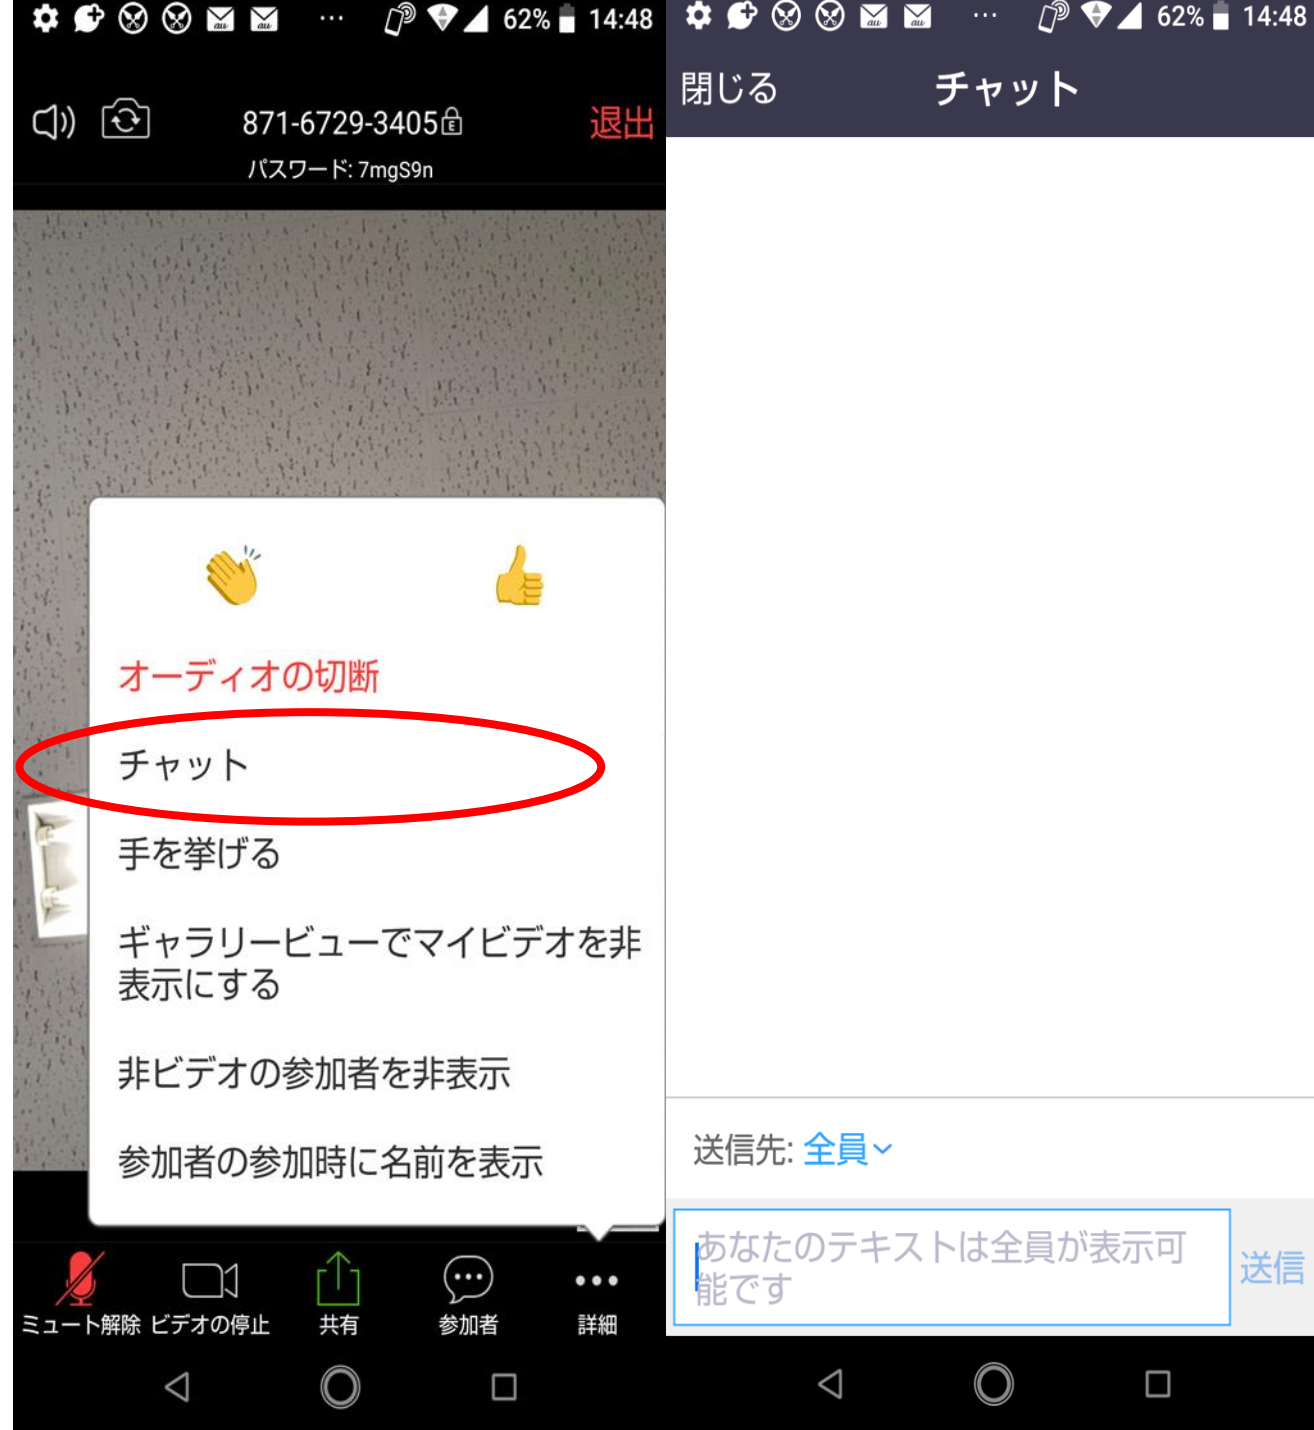 62% 14:48
871-6729-3405
退出
パスワード: 7mgS9n
オーディオの切断
チャット
手を挙げる
ギャラリービューでマイビデオを非
表示にする
非ビデオの参加者を非表示
参加者の参加時に名前を表示
ミュート解除 ビデオの停止 共有 参加者 詳細
au au 62% 14:48
閉じる チャット
送信先: 全員
あなたのテキストは全員が表示可
能です
送信